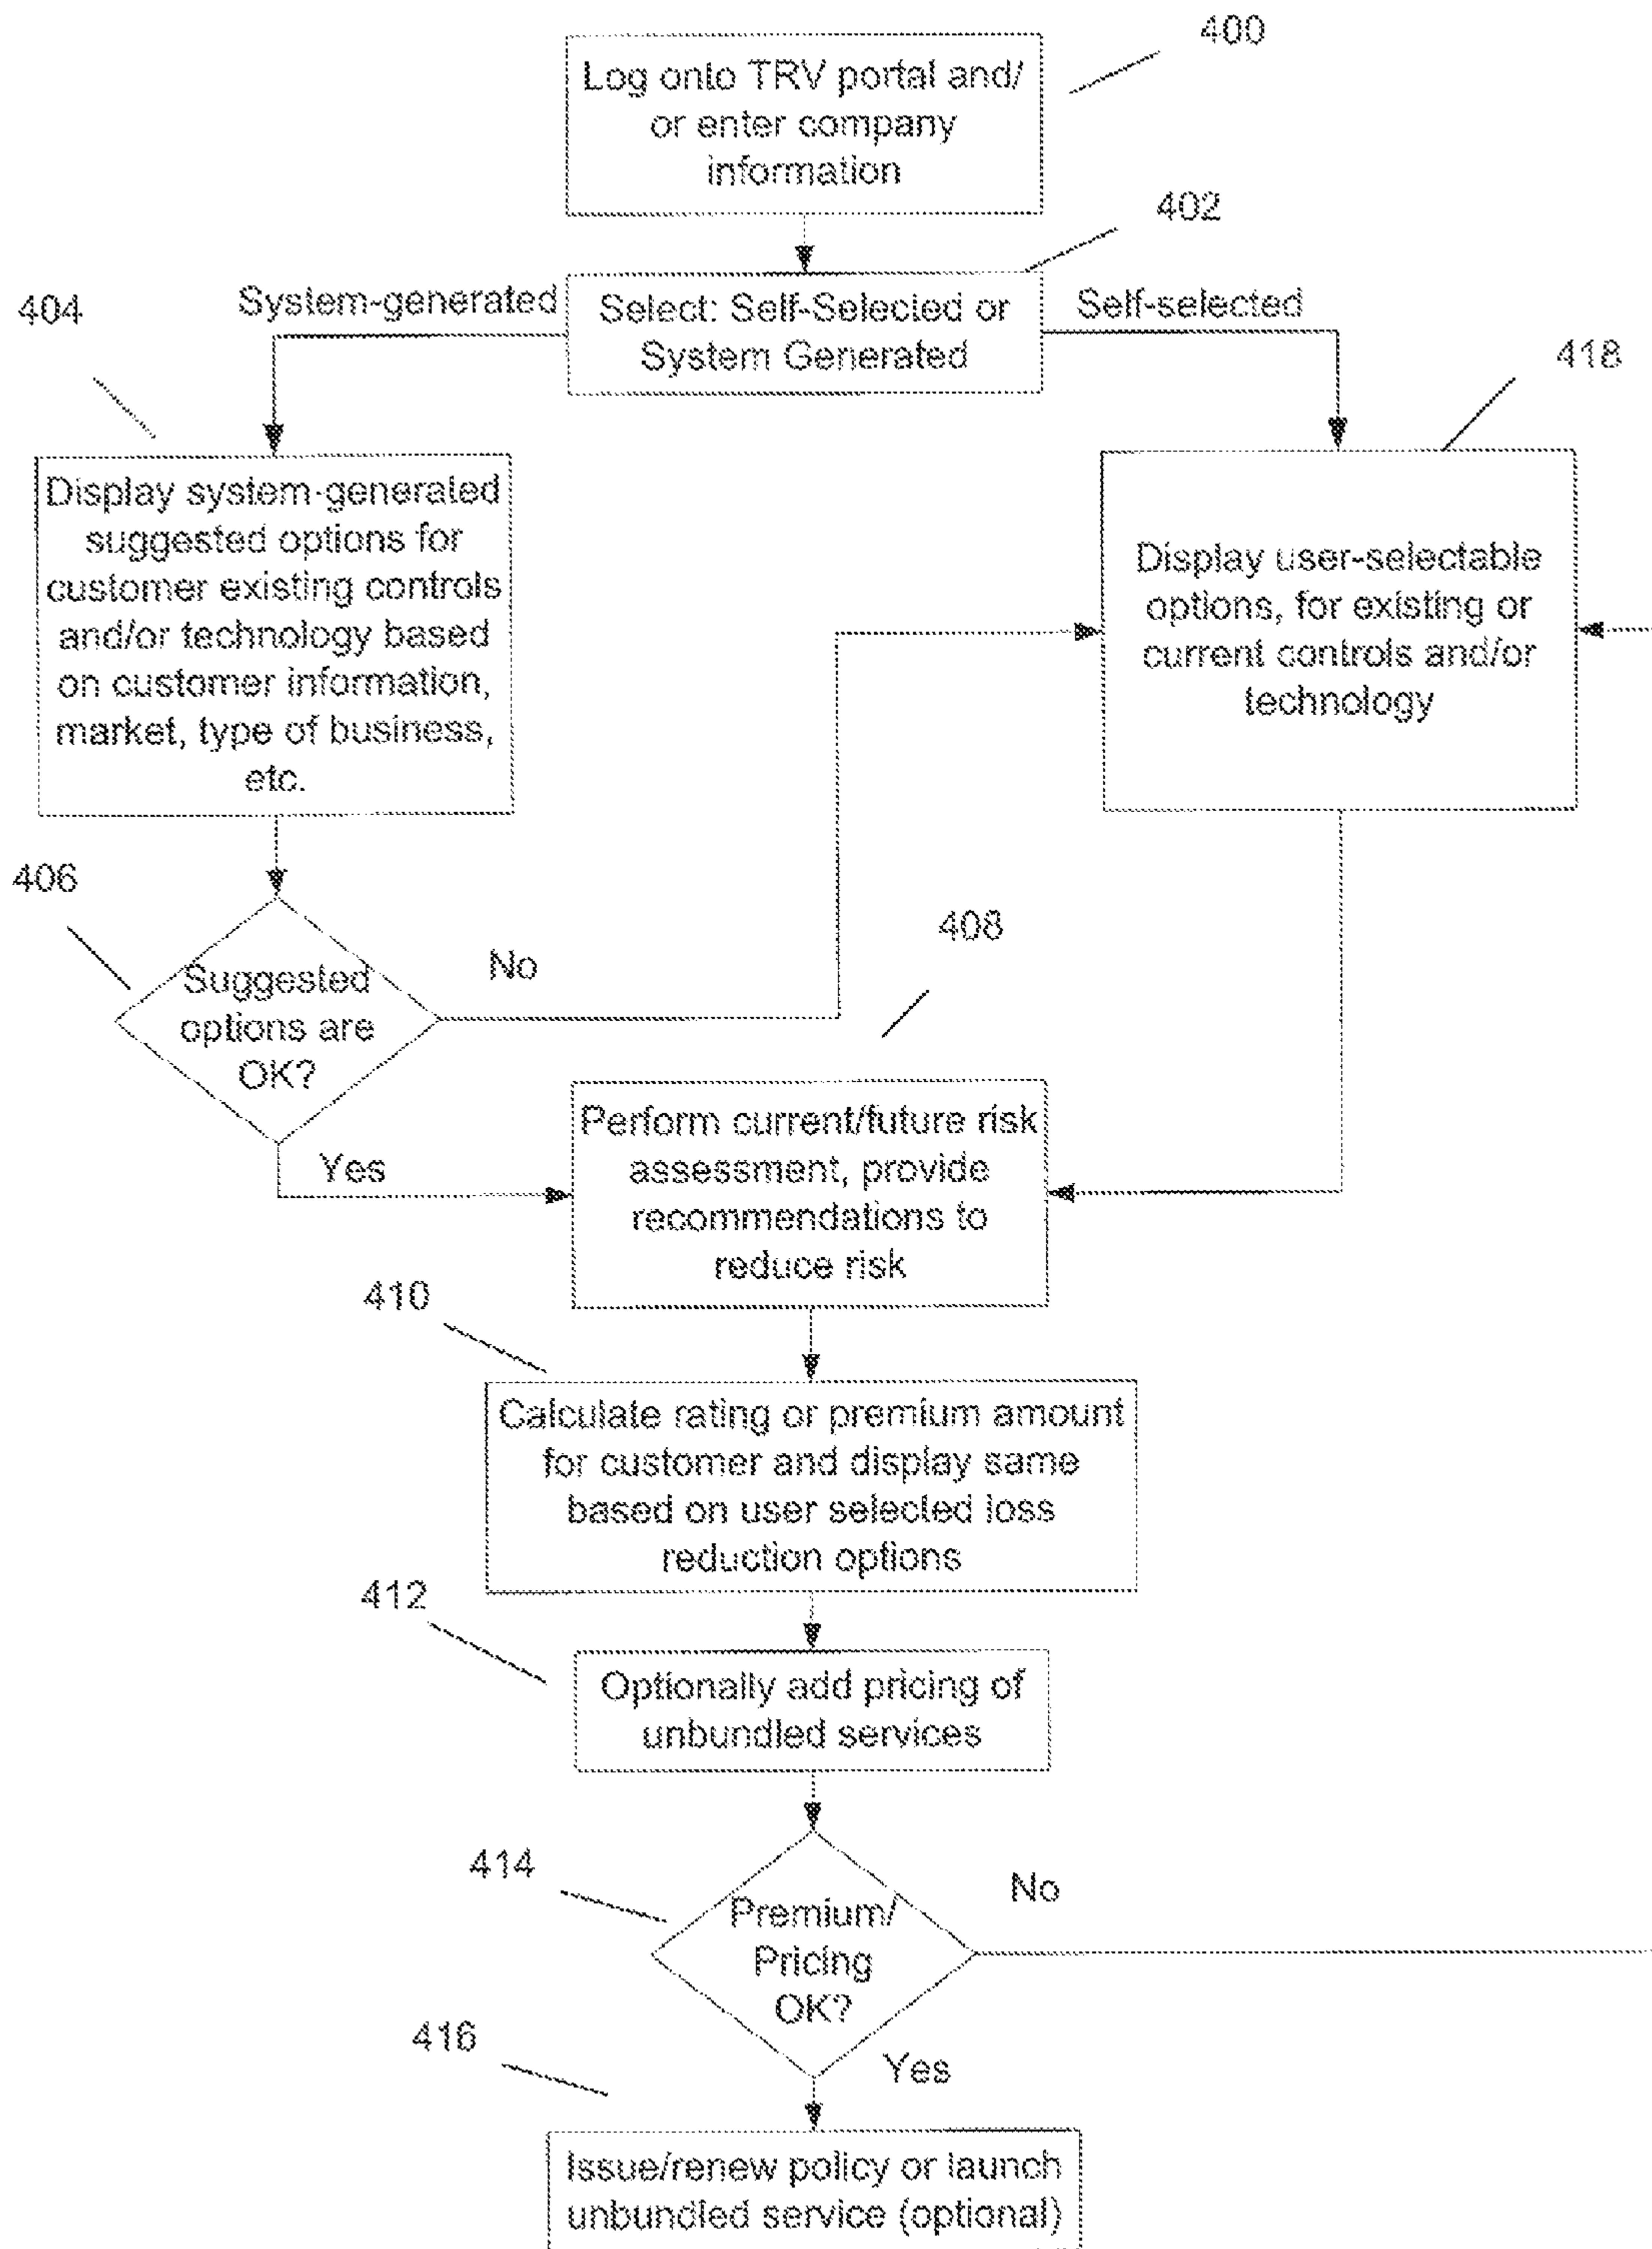 400
Log onto TRV portal and/
or enter company
information
402
404
System-generated
Select: Self-Selected or
System Generated
Self-selected
418
Display system-generated
suggested options for
customer existing controls
and/or technology based
on customer information,
market, type of business,
etc.
Display user-selectable
options, for existing or
current controls and/or
technology
406
Suggested
options are
OK?
No
Yes
408
Perform current/future risk
assessment, provide
recommendations to
reduce risk
410
Calculate rating or premium amount
for customer and display same
based on user selected loss
reduction options
412
Optionally add pricing of
unbundled services
414
Premium/
Pricing
OK?
No
Yes
416
Issue/renew policy or launch
unbundled service (optional)